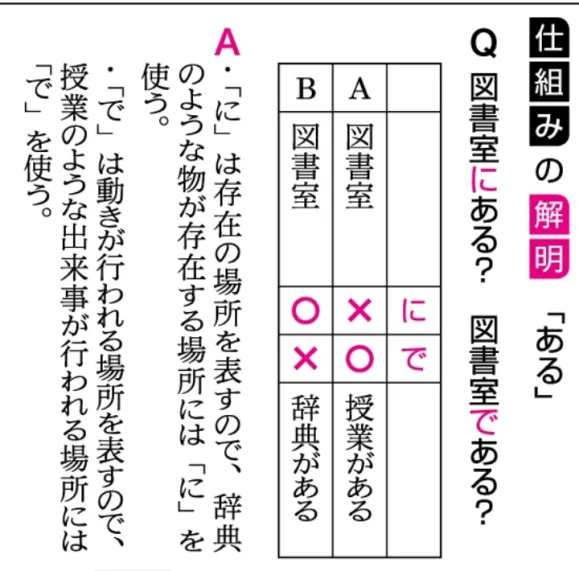 仕組みの解明 「ある」
Q 図書室にある? 図書室である?
に で
A 図書室 × ○ 授業がある
B 図書室 ○ × 辞典がある
A ・「に」は存在の場所を表すので、辞典
のような物が存在する場所には「に」を
使う。
・「で」は動きが行われる場所を表すので、
授業のような出来事が行われる場所には
「で」を使う。